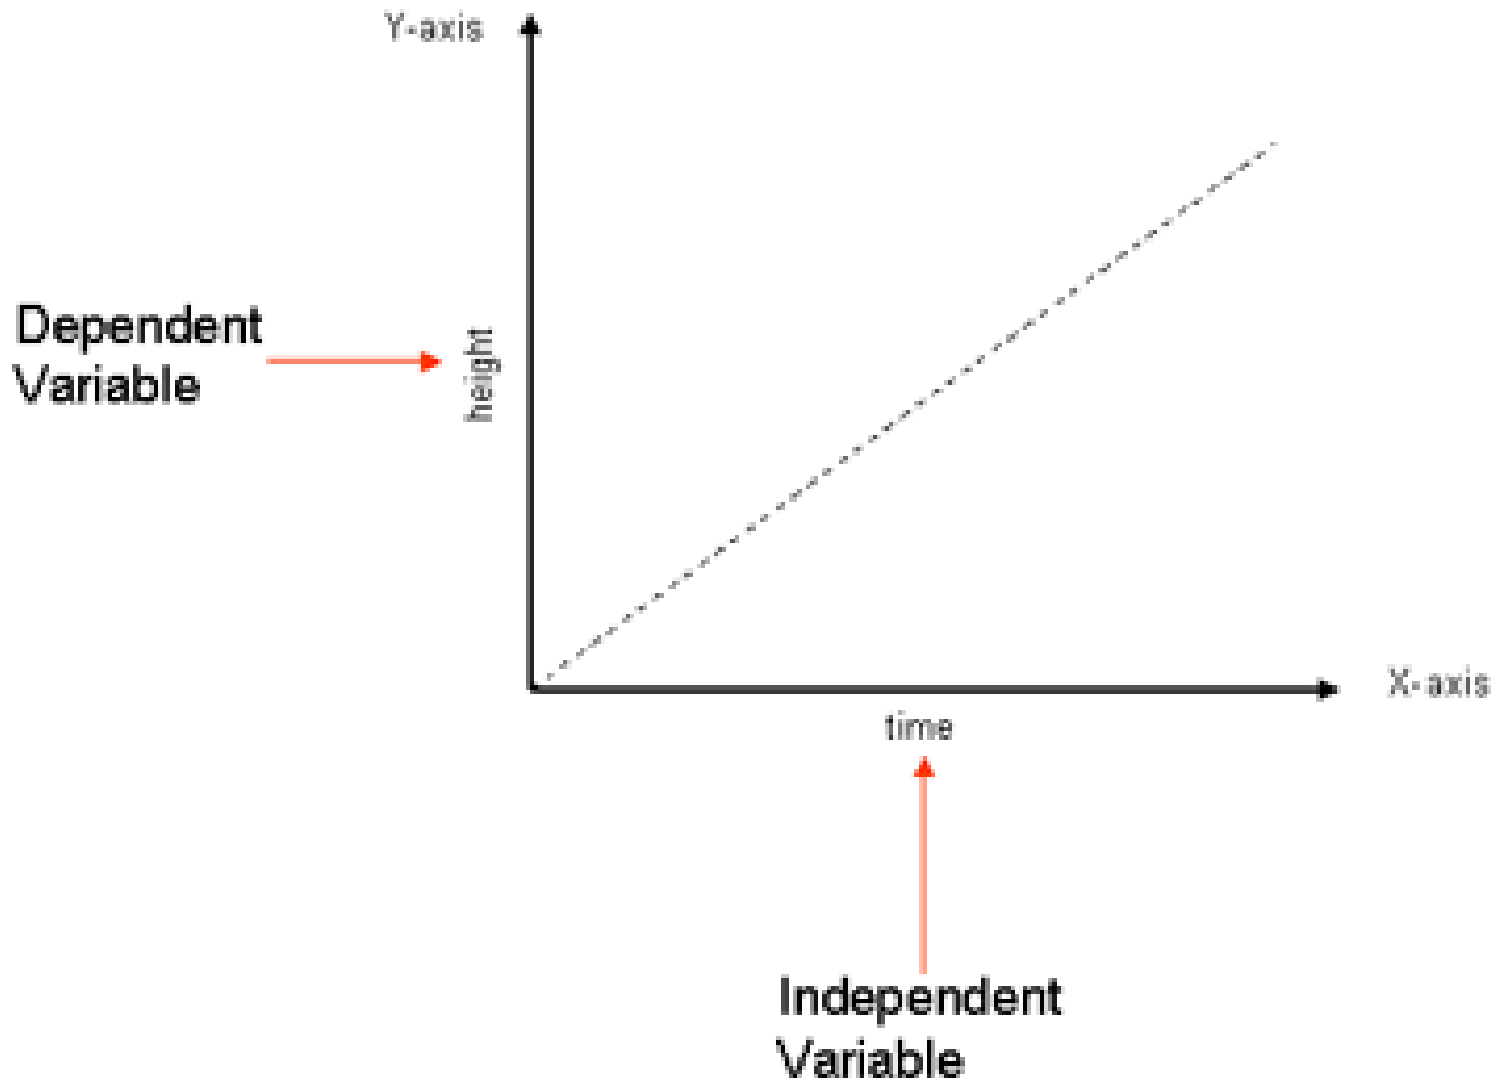 Y-axis
Dependent
Variable
height
X-axis
time
Independent
Variable